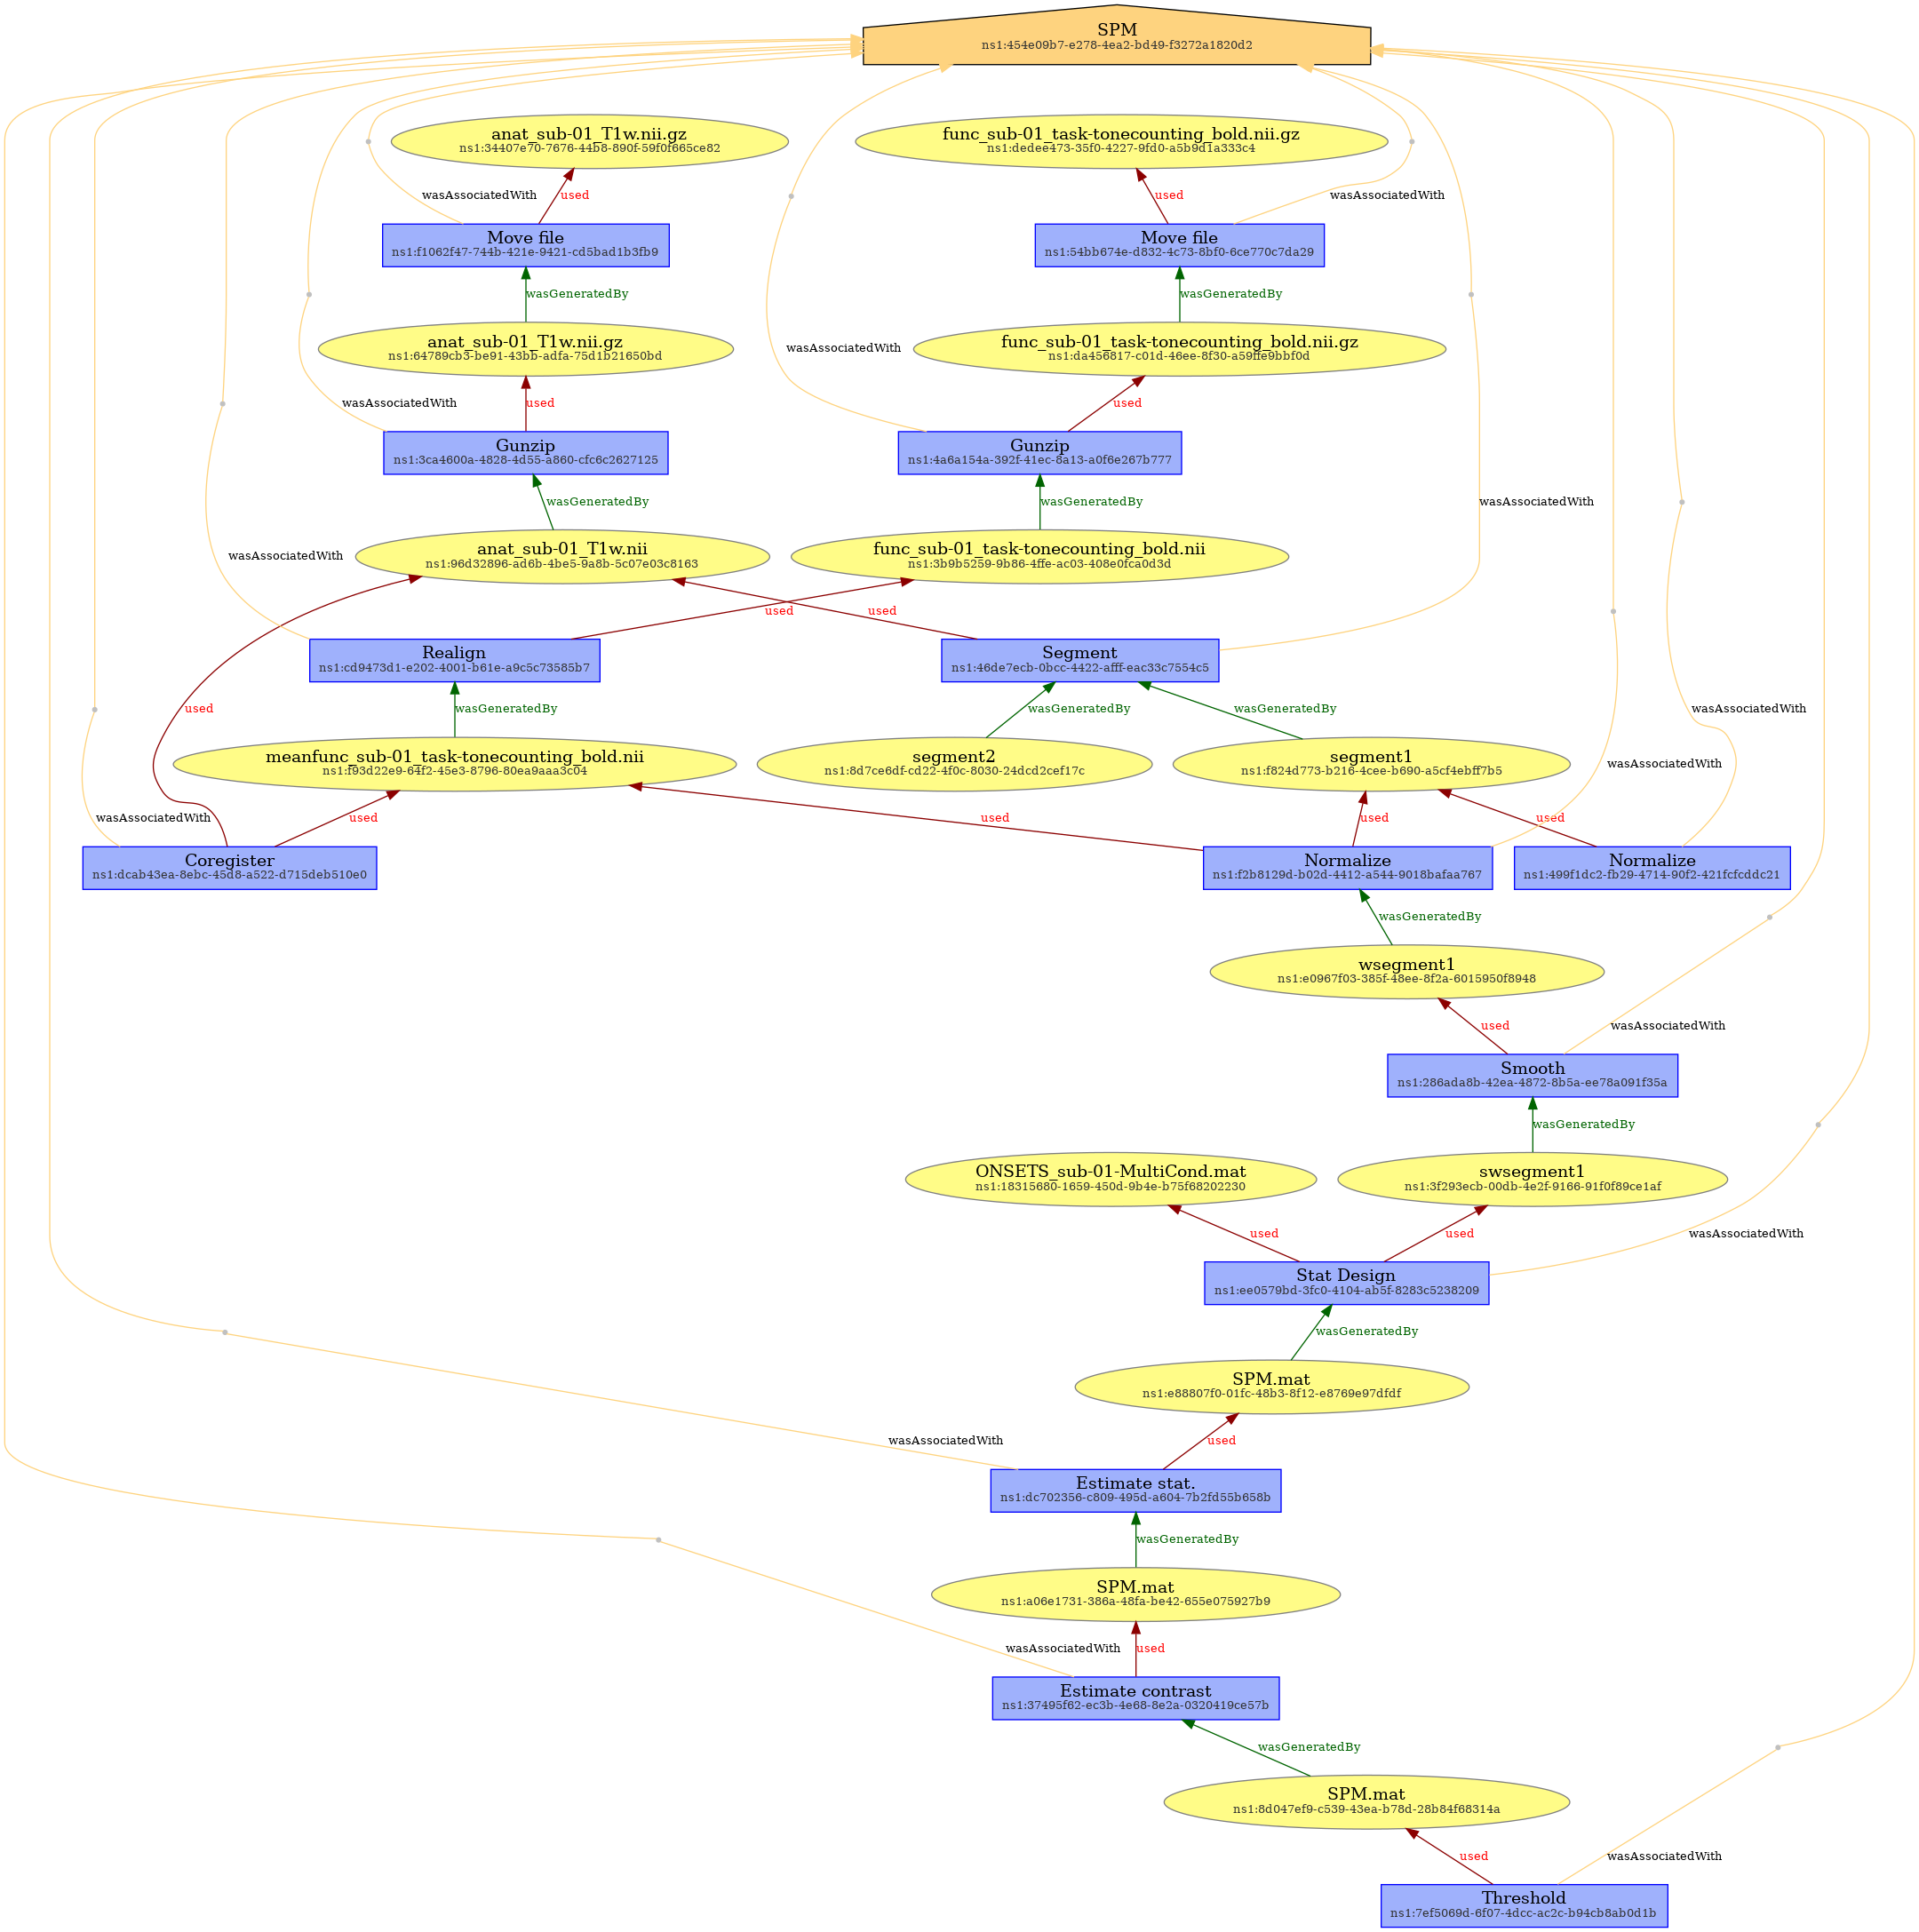 SPM
ns1:454e09b7-e278-4ea2-bd49-f3272a1820d2
anat_sub-01_T1w.nii.gz
ns1:34407e70-7676-44b8-890f-59f0f665ce82
func_sub-01_task-tonecounting_bold.nii.gz
ns1:dedee473-35f0-4227-9fd0-a5b9d1a333c4
wasAssociatedWith
used
used
wasAssociatedWith
Move file
ns1:f1062f47-744b-421e-9421-cd5bad1b3fb9
Move file
ns1:54bb674e-d832-4c73-8bf0-6ce770c7da29
wasGeneratedBy
wasGeneratedBy
anat_sub-01_T1w.nii.gz
ns1:64789cb3-be91-43bb-adfa-75d1b21650bd
wasAssociatedWith
func_sub-01_task-tonecounting_bold.nii.gz
ns1:da456817-c01d-46ee-8f30-a59ffe9bbf0d
wasAssociatedWith
used
used
Gunzip
ns1:3ca4600a-4828-4d55-a860-cfc6c2627125
Gunzip
ns1:4a6a154a-392f-41ec-8a13-a0f6e267b777
wasGeneratedBy
wasGeneratedBy
wasAssociatedWith
wasAssociatedWith
anat_sub-01_T1w.nii
ns1:96d32896-ad6b-4be5-9a8b-5c07e03c8163
func_sub-01_task-tonecounting_bold.nii
ns1:3b9b5259-9b86-4ffe-ac03-408e0fca0d3d
used
used
Realign
ns1:cd9473d1-e202-4001-b61e-a9c5c73585b7
Segment
ns1:46de7ecb-0bcc-4422-afff-eac33c7554c5
used
wasGeneratedBy
wasGeneratedBy
wasGeneratedBy
wasAssociatedWith
meanfunc_sub-01_task-tonecounting_bold.nii
ns1:f93d22e9-64f2-45e3-8796-80ea9aaa3c04
segment2
ns1:8d7ce6df-cd22-4f0c-8030-24dcd2cef17c
segment1
ns1:f824d773-b216-4cee-b690-a5cf4ebff7b5
wasAssociatedWith
wasAssociatedWith
used
used
used
used
Coregister
ns1:dcab43ea-8ebc-45d8-a522-d715deb510e0
Normalize
ns1:f2b8129d-b02d-4412-a544-9018bafaa767
Normalize
ns1:499f1dc2-fb29-4714-90f2-421fcfcddc21
wasGeneratedBy
wsegment1
ns1:e0967f03-385f-48ee-8f2a-6015950f8948
used
wasAssociatedWith
Smooth
ns1:286ada8b-42ea-4872-8b5a-ee78a091f35a
wasGeneratedBy
ONSETS_sub-01-MultiCond.mat
ns1:18315680-1659-450d-9b4e-b75f68202230
swsegment1
ns1:3f293ecb-00db-4e2f-9166-91f0f89ce1af
used
used
wasAssociatedWith
Stat Design
ns1:ee0579bd-3fc0-4104-ab5f-8283c5238209
wasGeneratedBy
SPM.mat
ns1:e88807f0-01fc-48b3-8f12-e8769e97dfdf
wasAssociatedWith
used
Estimate stat.
ns1:dc702356-c809-495d-a604-7b2fd55b658b
wasGeneratedBy
SPM.mat
ns1:a06e1731-386a-48fa-be42-655e075927b9
wasAssociatedWith
used
Estimate contrast
ns1:37495f62-ec3b-4e68-8e2a-0320419ce57b
wasGeneratedBy
SPM.mat
ns1:8d047ef9-c539-43ea-b78d-28b84f68314a
used
wasAssociatedWith
Threshold
ns1:7ef5069d-6f07-4dcc-ac2c-b94cb8ab0d1b